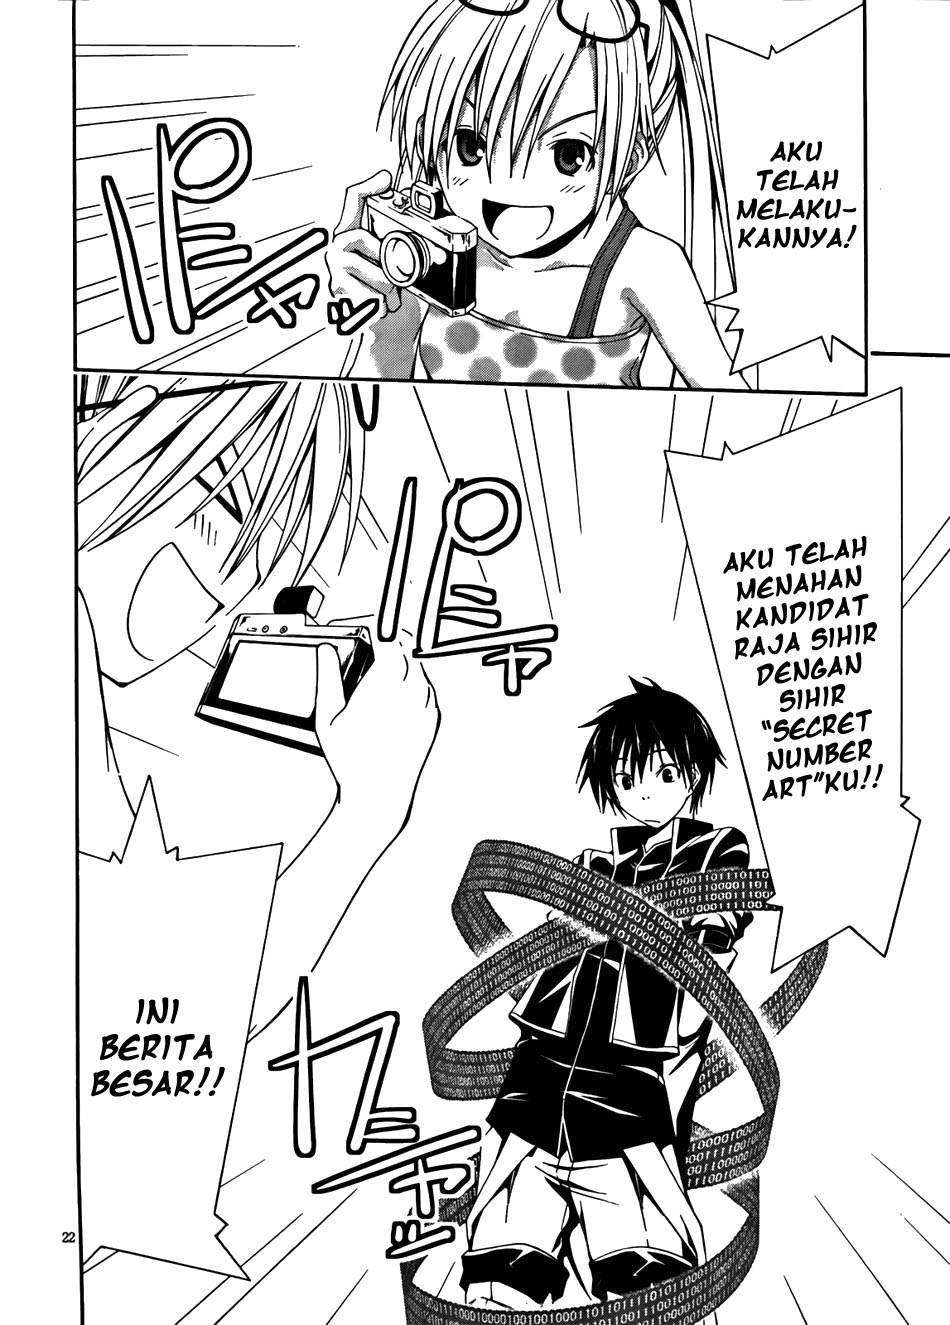 AKU
TELAH
MELAKU-
KANNYA!
パシャッ
AKU TELAH
MENAHAN
KANDIDAT
RAJA SIHIR
DENGAN
SIHIR
"SECRET
NUMBER
ART"KU!!
パシャッ
INI
BERITA
BESAR!!
カシャッ
22